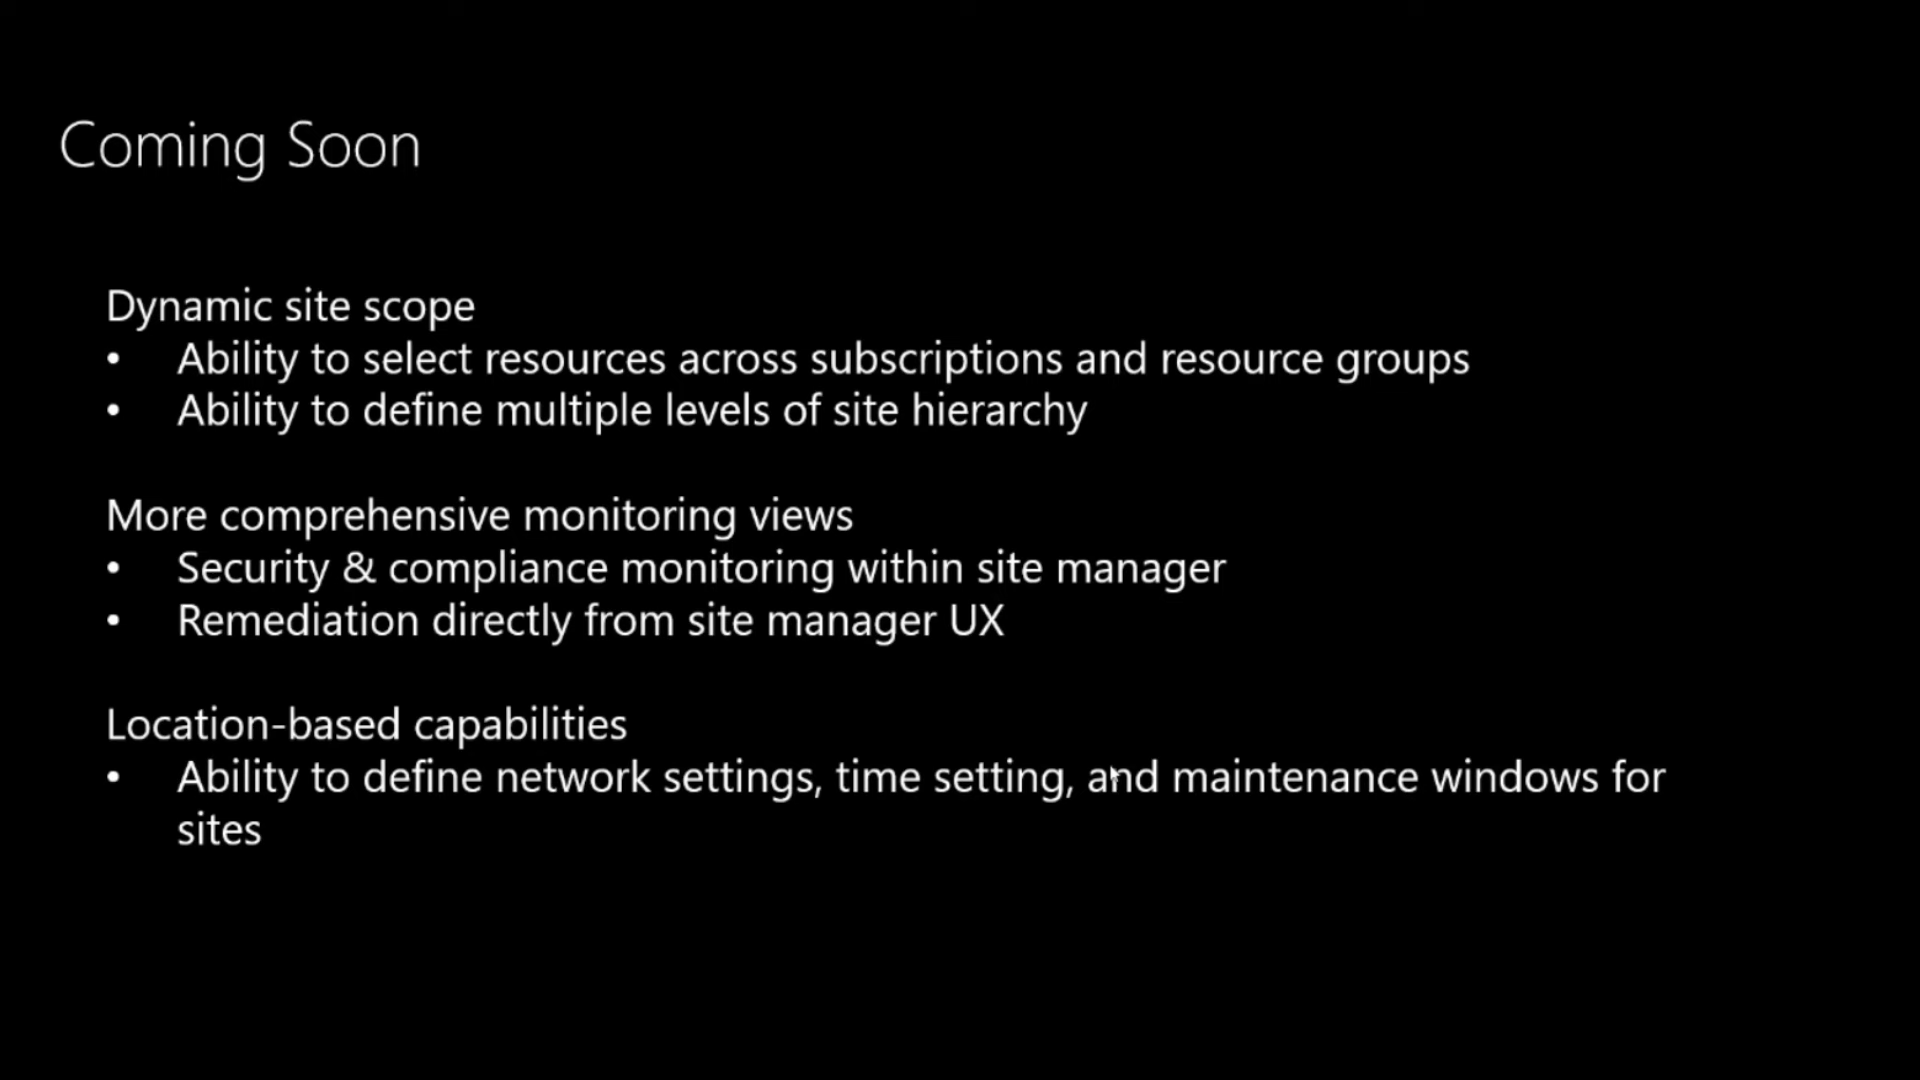 Coming Soon
Dynamic site scope
• Ability to select resources across subscriptions and resource groups
• Ability to define multiple levels of site hierarchy
More comprehensive monitoring views
• Security & compliance monitoring within site manager
• Remediation directly from site manager UX
Location-based capabilities
• Ability to define network settings, time setting, and maintenance windows for
sites